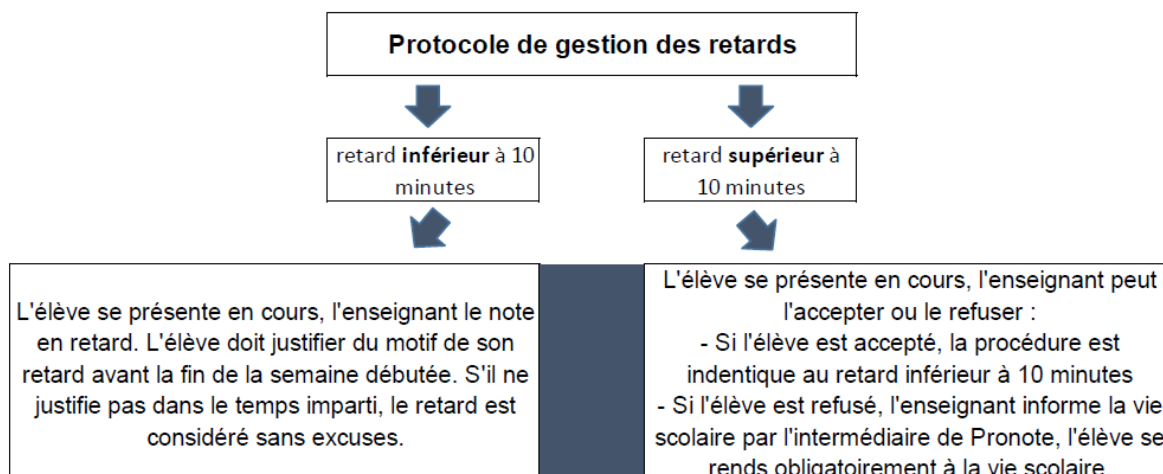 Protocole de gestion des retards
retard inférieur à 10
minutes
retard supérieur à
10 minutes
L'élève se présente en cours, l'enseignant le note
en retard. L'élève doit justifier du motif de son
retard avant la fin de la semaine débutée. S'il ne
justifie pas dans le temps imparti, le retard est
considéré sans excuses.
L'élève se présente en cours, l'enseignant peut
l'accepter ou le refuser :
- Si l'élève est accepté, la procédure est
indentique au retard inférieur à 10 minutes
- Si l'élève est refusé, l'enseignant informe la vie
scolaire par l'intermédiaire de Pronote, l'élève se
rends obligatoirement à la vie scolaire